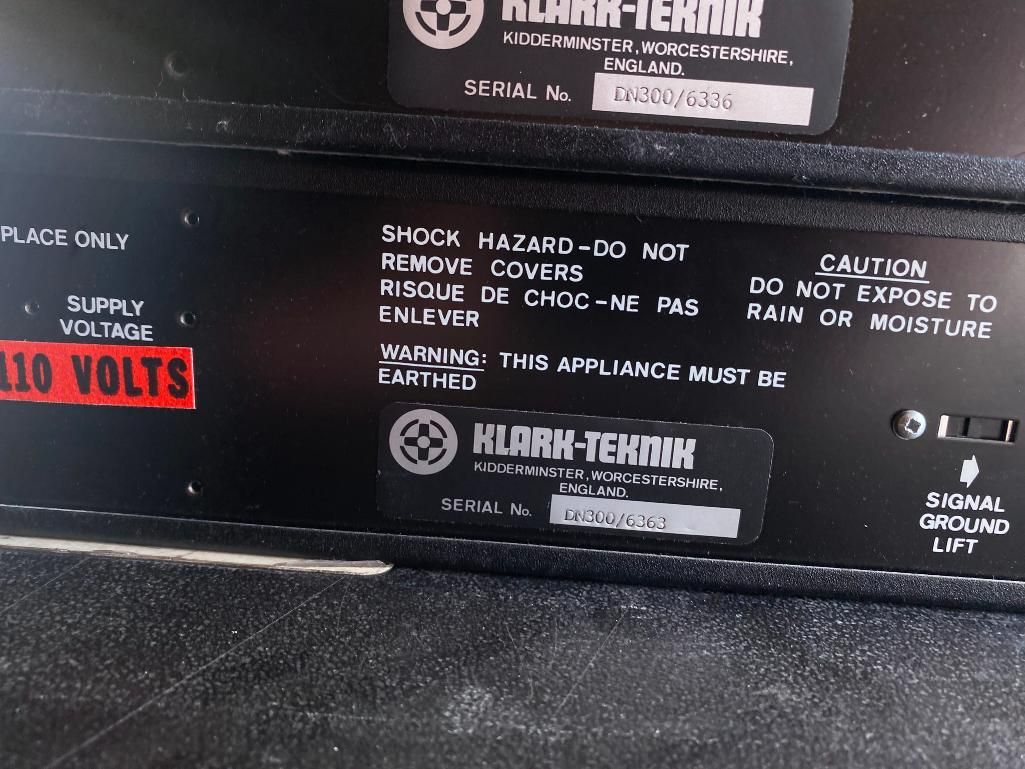 KLARK-TEKNIK
KIDDERMINSTER, WORCESTERSHIRE,
ENGLAND.
SERIAL No. DN300/6336
PLACE ONLY
SUPPLY
VOLTAGE
110 VOLTS
SHOCK HAZARD-DO NOT
REMOVE COVERS
RISQUE DE CHOC-NE PAS
ENLEVER
WARNING: THIS APPLIANCE MUST BE
EARTHED
CAUTION
DO NOT EXPOSE TO
RAIN OR MOISTURE
KLARK-TEKNIK
KIDDERMINSTER, WORCESTERSHIRE,
ENGLAND.
SERIAL No. DN300/6363
SIGNAL
GROUND
LIFT